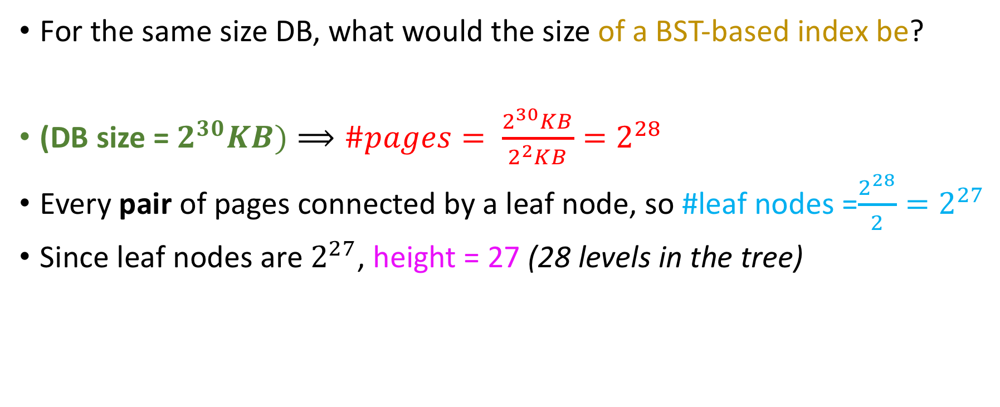 • For the same size DB, what would the size of a BST-based index be?
• (DB size = 2^30 KB) ⟹ #pages = 2^30 KB / 2^2 KB = 2^28
• Every pair of pages connected by a leaf node, so #leaf nodes = 2^28 / 2 = 2^27
• Since leaf nodes are 2^27, height = 27 (28 levels in the tree)